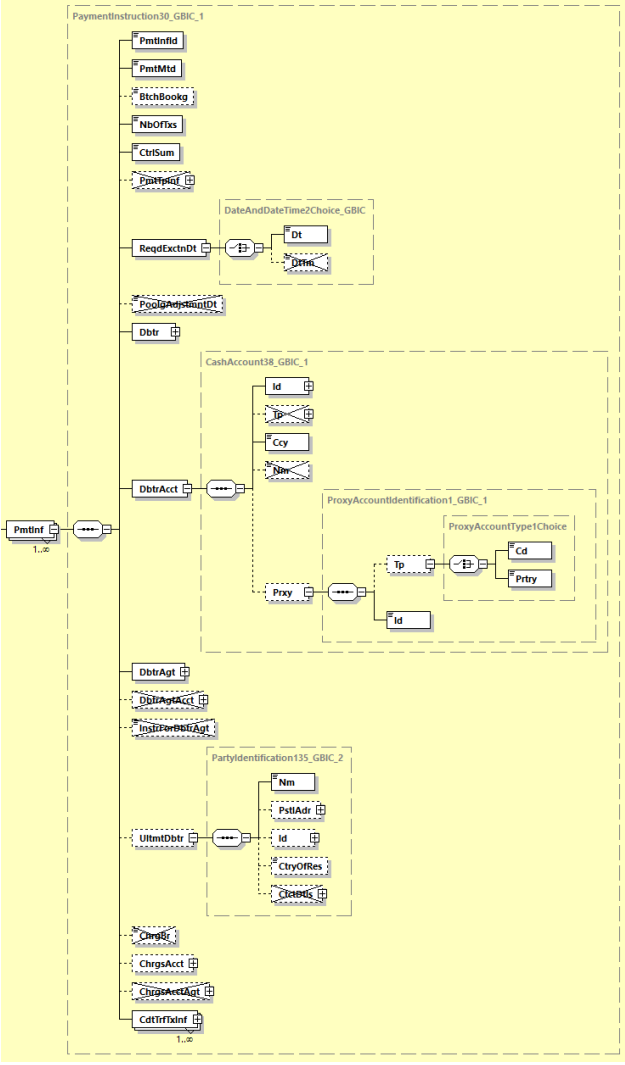 PaymentInstruction30_GBIC_1
PmtInfId
PmtMtd
BtchBookg
NbOfTxs
CtrlSum
PmtTpInf
DateAndDateTime2Choice_GBIC
Dt
ReqdExctnDt
DtTm
PoolgAdjstmntDt
Dbtr
CashAccount38_GBIC_1
Id
Tp
Ccy
Nm
DbtrAcct
ProxyAccountIdentification1_GBIC_1
ProxyAccountType1Choice
PmtInf
1..∞
Cd
Tp
Prtry
Prxy
Id
DbtrAgt
DbtrAgtAcct
InstrForDbtrAgt
PartyIdentification135_GBIC_2
Nm
PstlAdr
UltmtDbtr
Id
CtryOfRes
CtctDtls
ChrgBr
ChrgsAcct
ChrgsAcctAgt
CdtTrfTxInf
1..∞